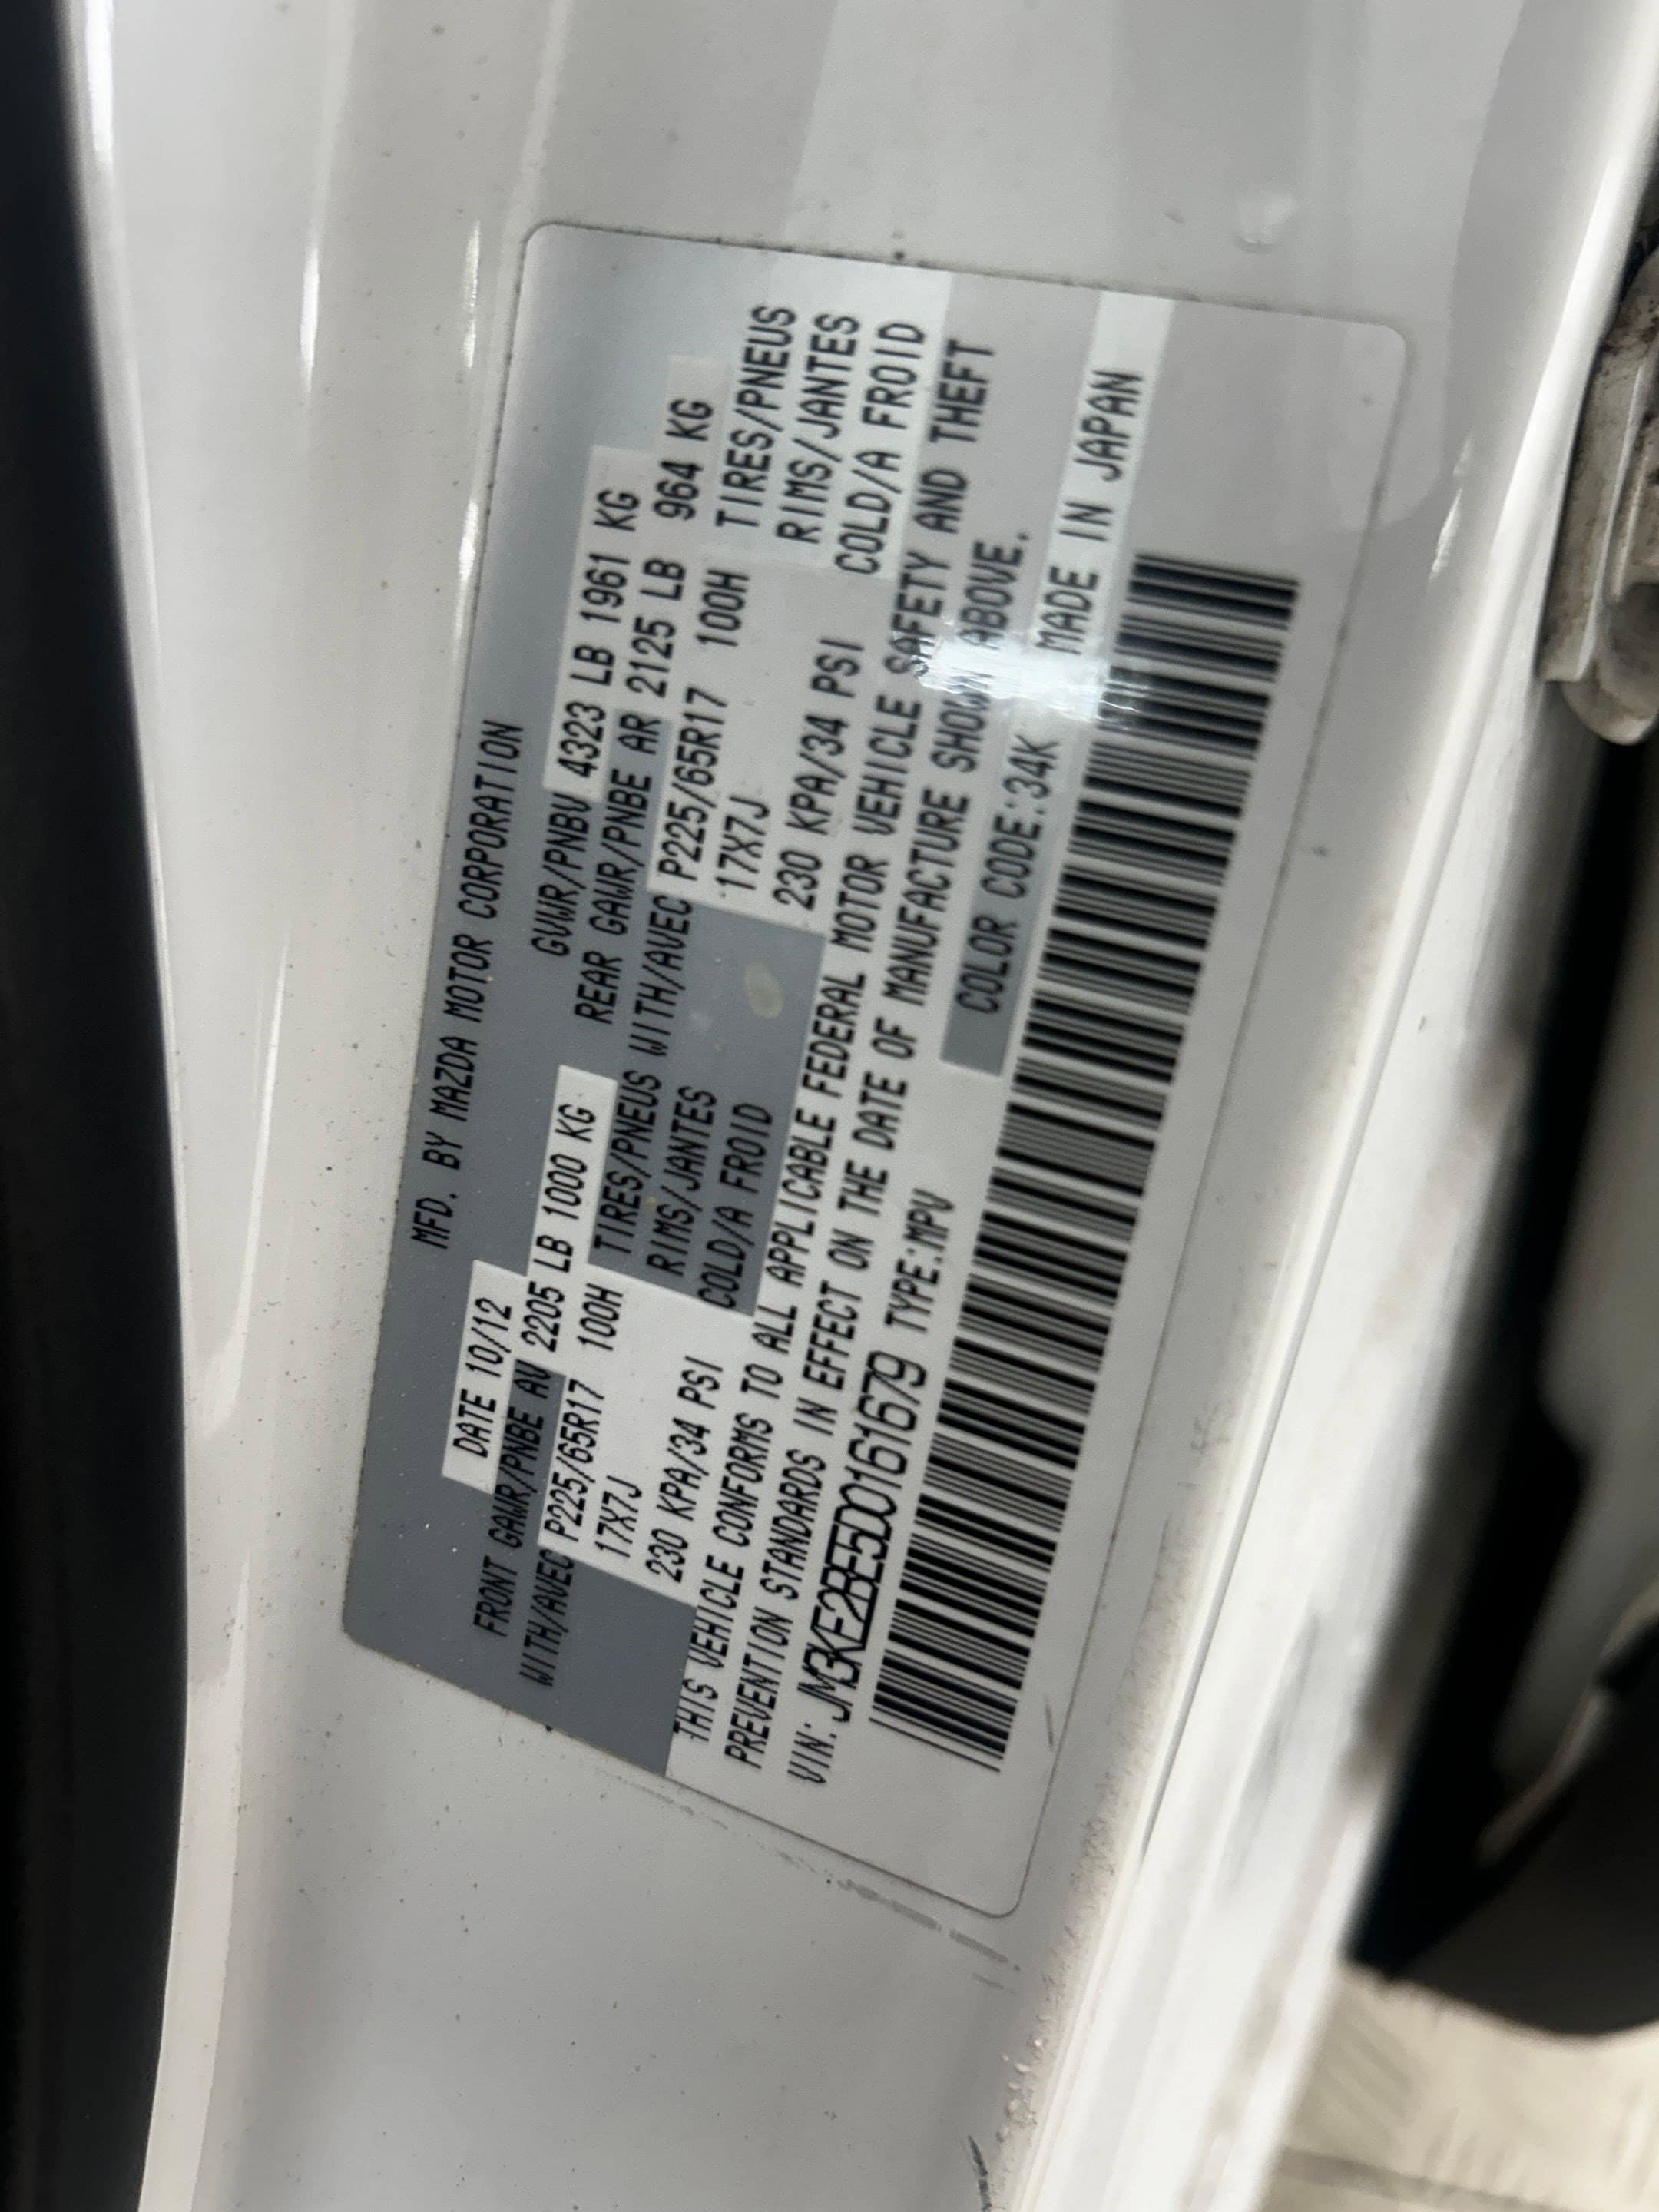 MFD. BY MAZDA MOTOR CORPORATION
DATE 10/12 GVWR/PNBV 4323 LB 1961 KG
FRONT GAWR/PNBE AV 2205 LB 1000 KG REAR GAWR/PNBE AR 2125 LB 964 KG
WITH/AVEC P225/65R17 100H TIRES/PNEUS WITH/AVEC P225/65R17 100H TIRES/PNEUS
17X7J RIMS/JANTES 17X7J RIMS/JANTES
230 KPA/34 PSI COLD/A FROID 230 KPA/34 PSI COLD/A FROID
THIS VEHICLE CONFORMS TO ALL APPLICABLE FEDERAL MOTOR VEHICLE SAFETY AND THEFT
PREVENTION STANDARDS IN EFFECT ON THE DATE OF MANUFACTURE SHOWN ABOVE.
VIN: JM3KE2BE5D0161679 TYPE:MPV COLOR CODE:34K MADE IN JAPAN